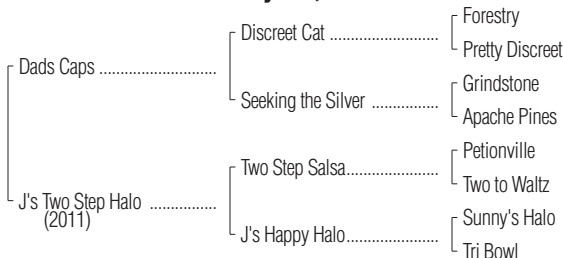 Forestry
Discreet Cat ....................
Pretty Discreet
Dads Caps ...........................
Grindstone
Seeking the Silver ................
Apache Pines
Petionville
Two Step Salsa.....................
Two to Waltz
J's Two Step Halo ................
(2011)
Sunny's Halo
J's Happy Halo.....................
Tri Bowl